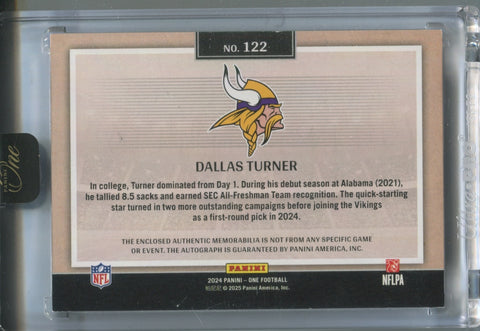 NO. 122
DALLAS TURNER
In college, Turner dominated from Day 1. During his debut season at Alabama (2021),
he tallied 8.5 sacks and earned SEC All-Freshman Team recognition. The quick-starting
star turned in two more outstanding campaigns before joining the Vikings
as a first-round pick in 2024.
THE ENCLOSED AUTHENTIC MEMORABILIA IS NOT FROM ANY SPECIFIC GAME
OR EVENT. THE AUTOGRAPH IS GUARANTEED BY PANINI AMERICA, INC.
NFL
PANINI
NFLPA
2024 PANINI - ONE FOOTBALL
© 2025 Panini America, Inc.
PANINI
One